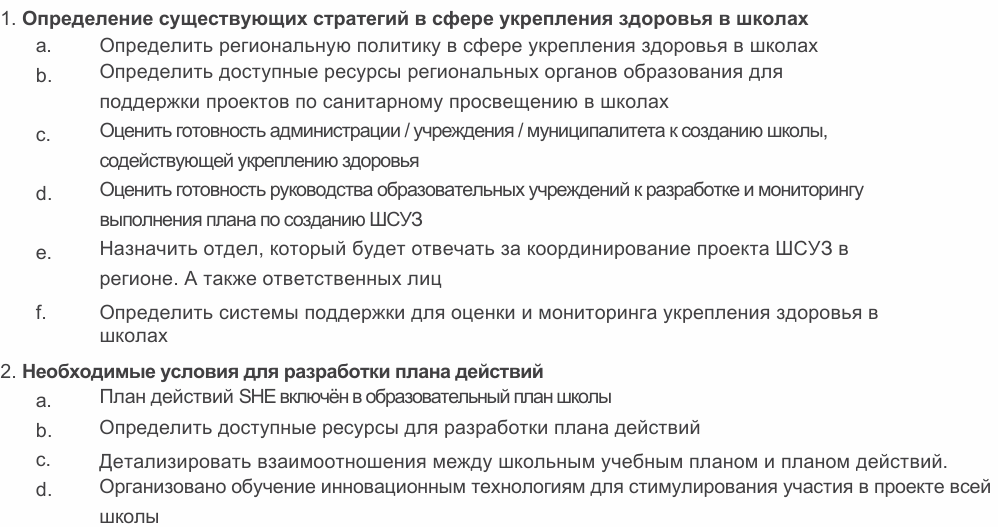 1. Определение существующих стратегий в сфере укрепления здоровья в школах
a. Определить региональную политику в сфере укрепления здоровья в школах
b. Определить доступные ресурсы региональных органов образования для
поддержки проектов по санитарному просвещению в школах
c. Оценить готовность администрации / учреждения / муниципалитета к созданию школы,
содействующей укреплению здоровья
d. Оценить готовность руководства образовательных учреждений к разработке и мониторингу
выполнения плана по созданию ШСУЗ
e. Назначить отдел, который будет отвечать за координирование проекта ШСУЗ в
регионе. А также ответственных лиц
f. Определить системы поддержки для оценки и мониторинга укрепления здоровья в
школах
2. Необходимые условия для разработки плана действий
a. План действий SHE включён в образовательный план школы
b. Определить доступные ресурсы для разработки плана действий
c. Детализировать взаимоотношения между школьным учебным планом и планом действий.
d. Организовано обучение инновационным технологиям для стимулирования участия в проекте всей
школы